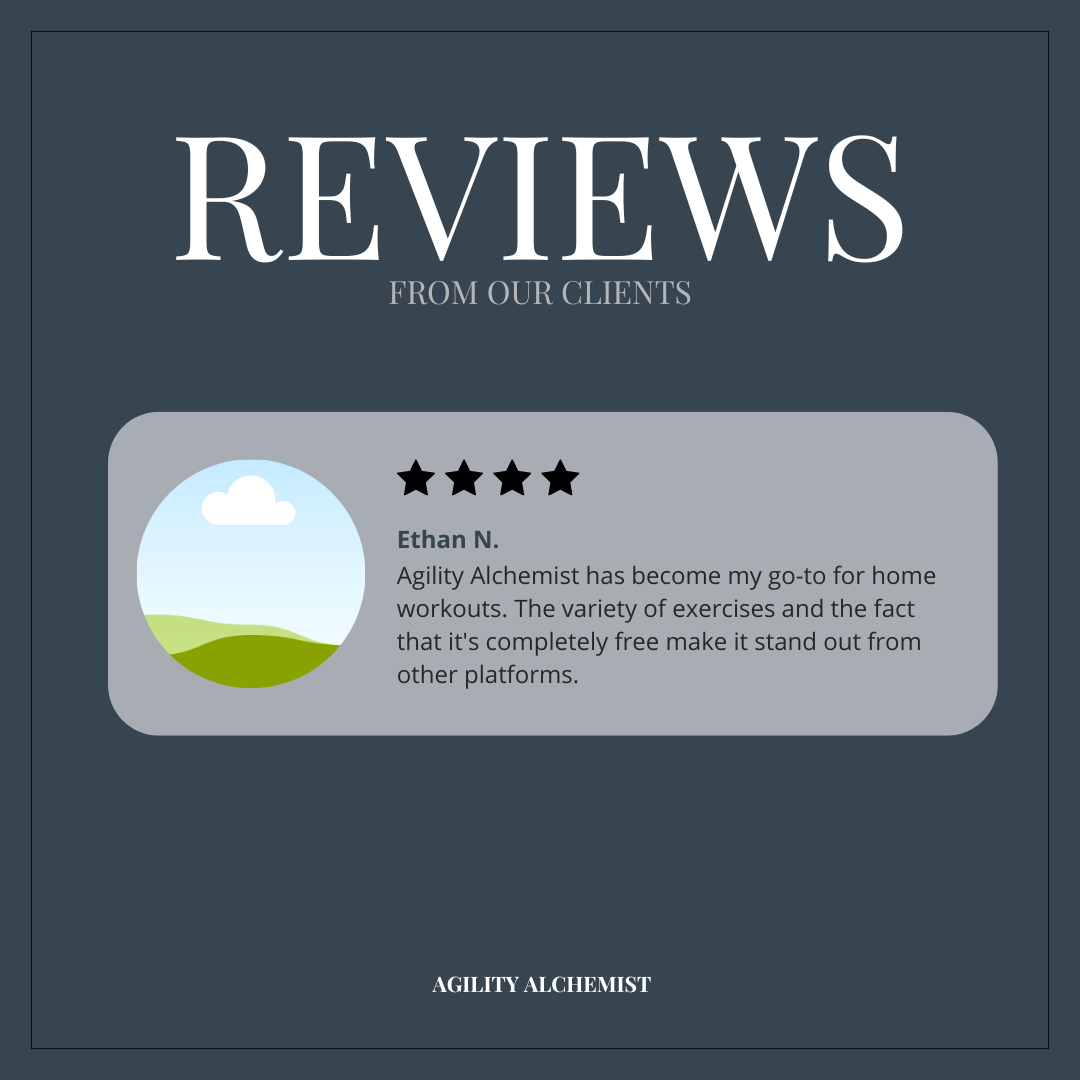 REVIEWS
FROM OUR CLIENTS
Ethan N.
Agility Alchemist has become my go-to for home
workouts. The variety of exercises and the fact
that it's completely free make it stand out from
other platforms.
AGILITY ALCHEMIST